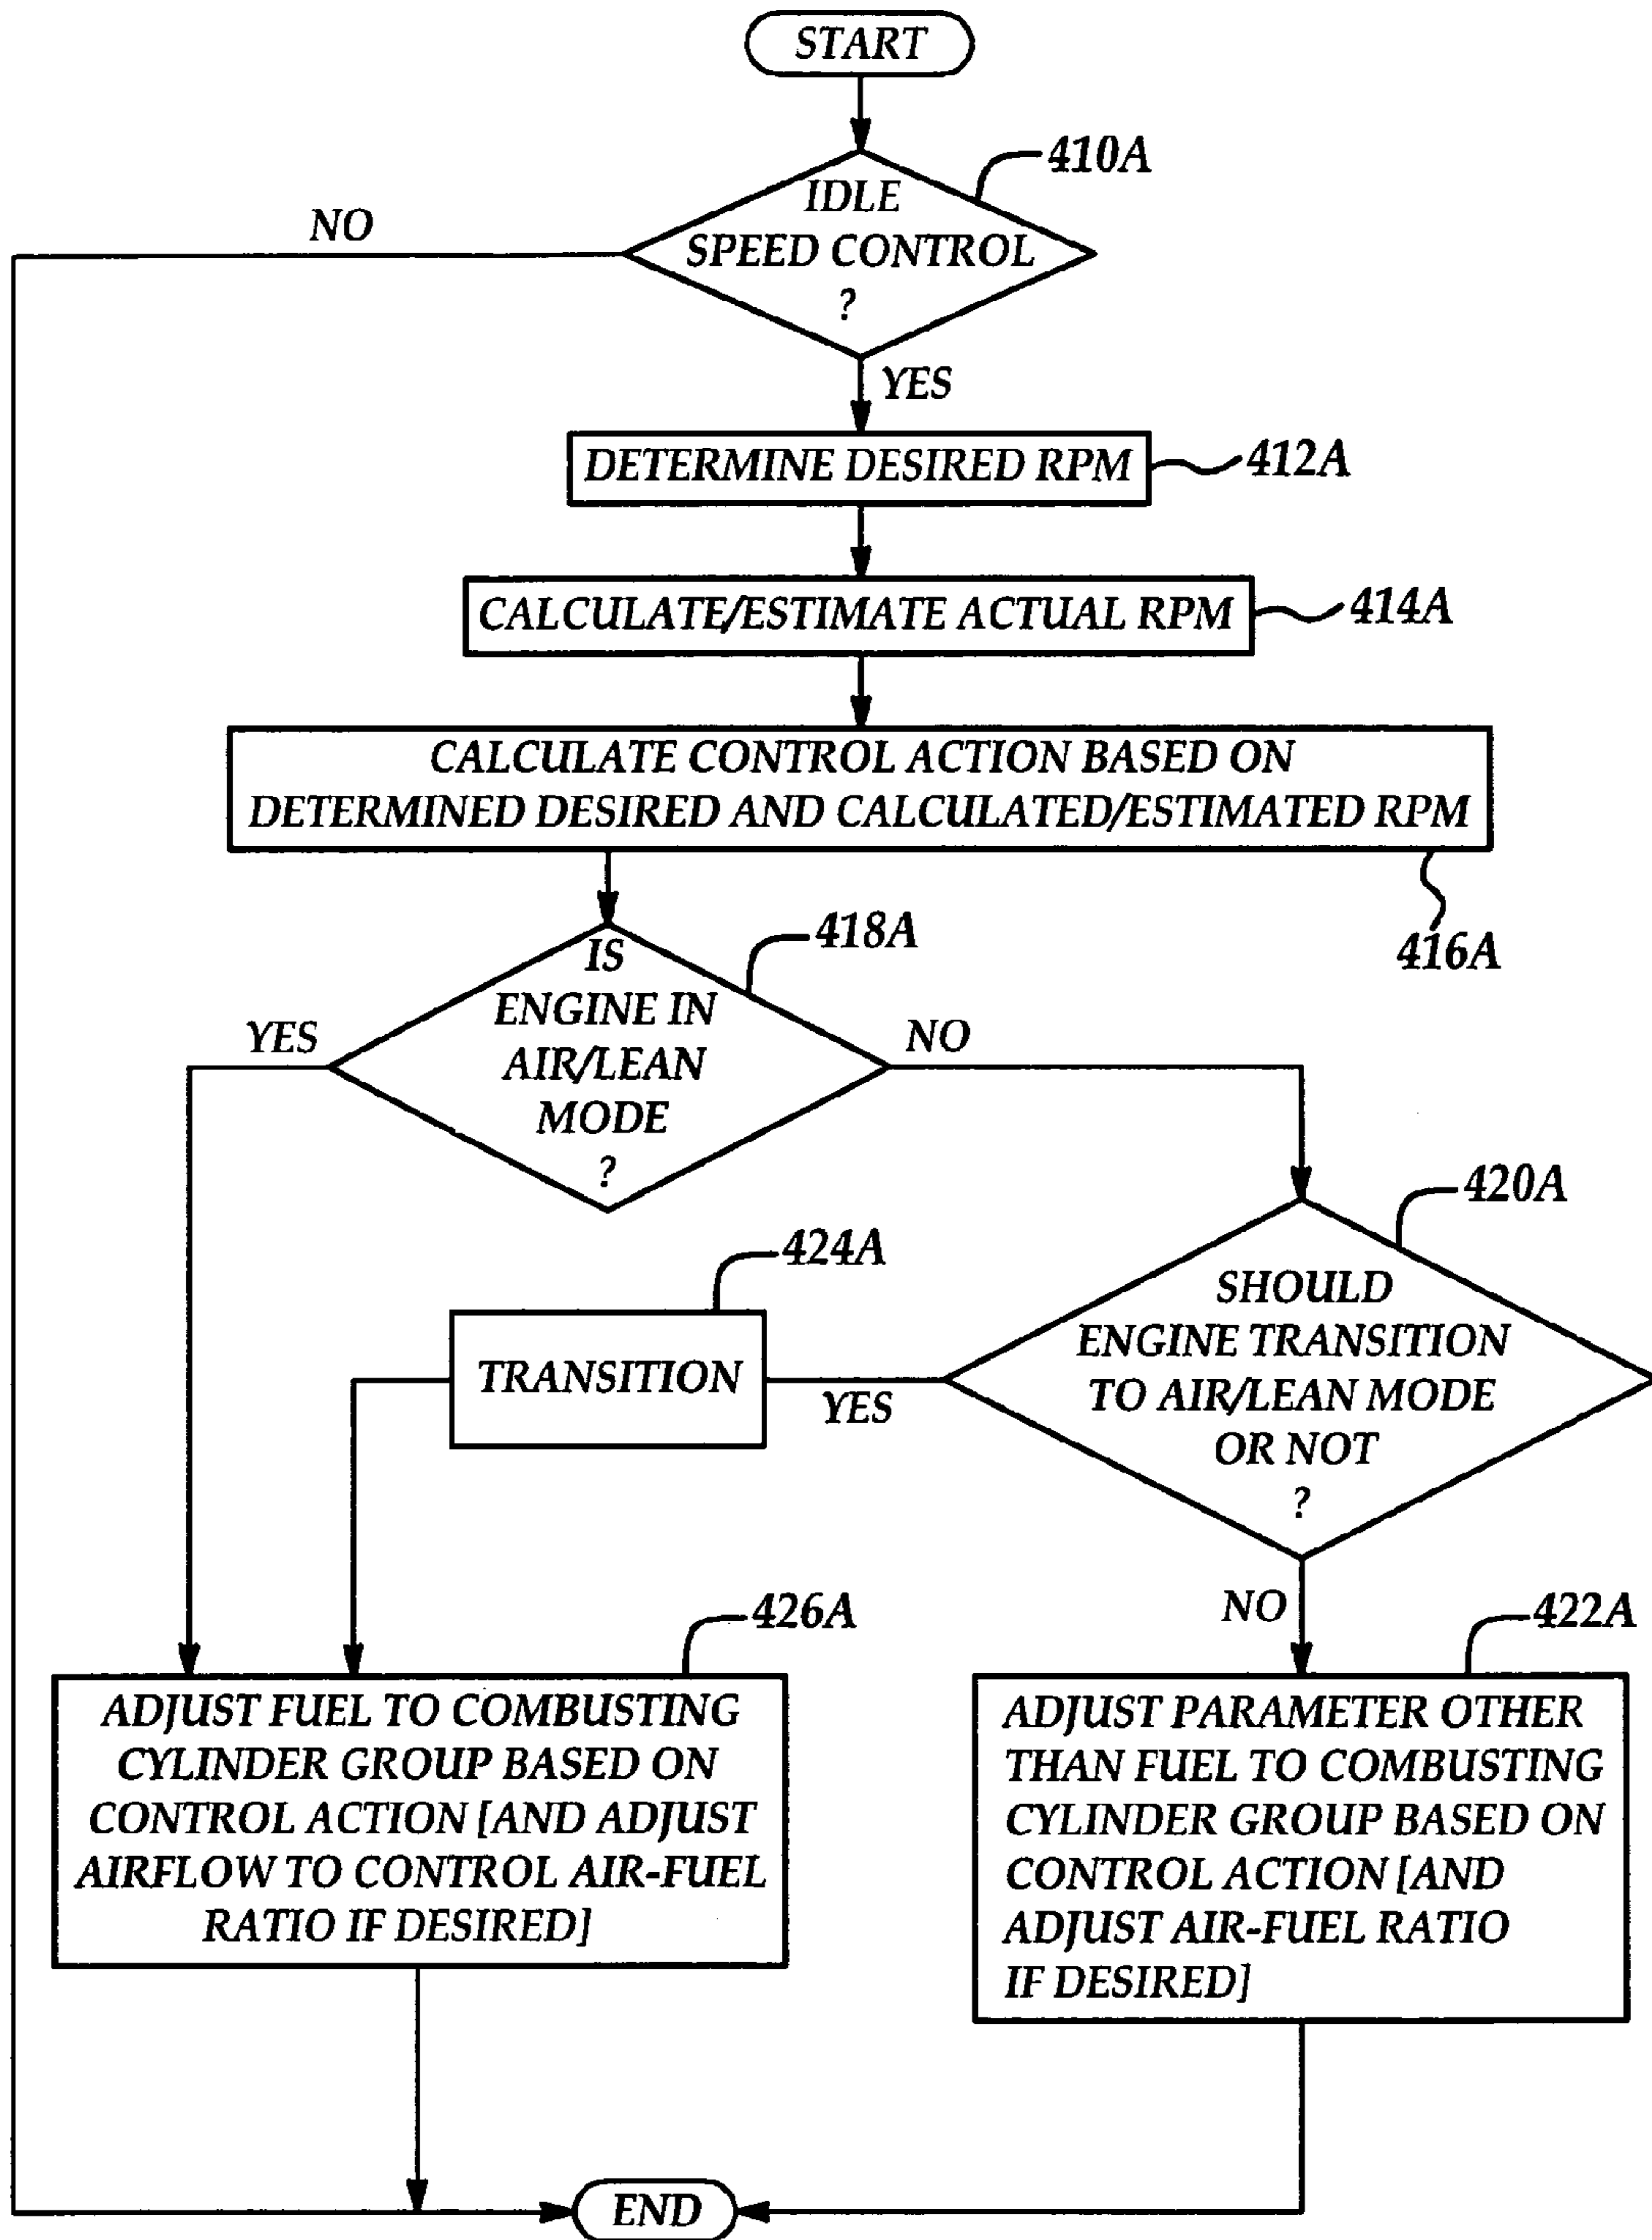 START
410A
IDLE
SPEED CONTROL
?
NO
YES
DETERMINE DESIRED RPM
412A
CALCULATE/ESTIMATE ACTUAL RPM
414A
CALCULATE CONTROL ACTION BASED ON
DETERMINED DESIRED AND CALCULATED/ESTIMATED RPM
416A
418A
IS
ENGINE IN
AIR/LEAN
MODE
?
YES
NO
420A
SHOULD
ENGINE TRANSITION
TO AIR/LEAN MODE
OR NOT
?
424A
TRANSITION
YES
NO
426A
ADJUST FUEL TO COMBUSTING
CYLINDER GROUP BASED ON
CONTROL ACTION [AND ADJUST
AIRFLOW TO CONTROL AIR-FUEL
RATIO IF DESIRED]
422A
ADJUST PARAMETER OTHER
THAN FUEL TO COMBUSTING
CYLINDER GROUP BASED ON
CONTROL ACTION [AND
ADJUST AIR-FUEL RATIO
IF DESIRED]
END